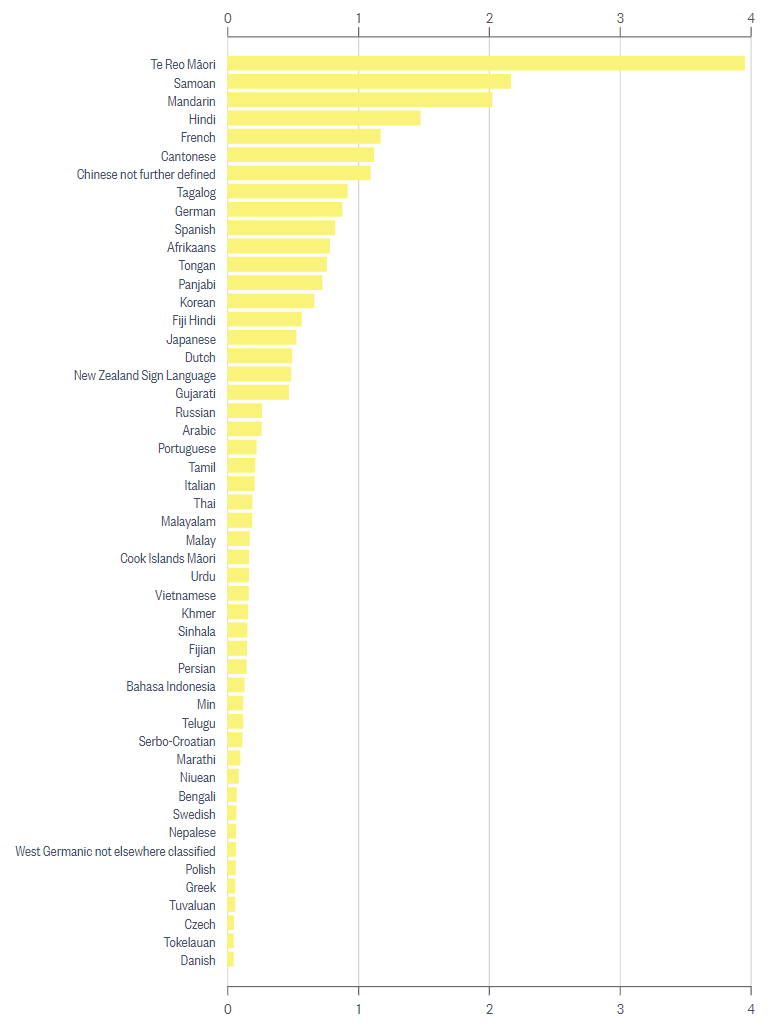 0 1 2 3 4
Te Reo Māori
Samoan
Mandarin
Hindi
French
Cantonese
Chinese not further defined
Tagalog
German
Spanish
Afrikaans
Tongan
Panjabi
Korean
Fiji Hindi
Japanese
Dutch
New Zealand Sign Language
Gujarati
Russian
Arabic
Portuguese
Tamil
Italian
Thai
Malayalam
Malay
Cook Islands Māori
Urdu
Vietnamese
Khmer
Sinhala
Fijian
Persian
Bahasa Indonesia
Min
Telugu
Serbo-Croatian
Marathi
Niuean
Bengali
Swedish
Nepalese
West Germanic not elsewhere classified
Polish
Greek
Tuvaluan
Czech
Tokelauan
Danish
0 1 2 3 4